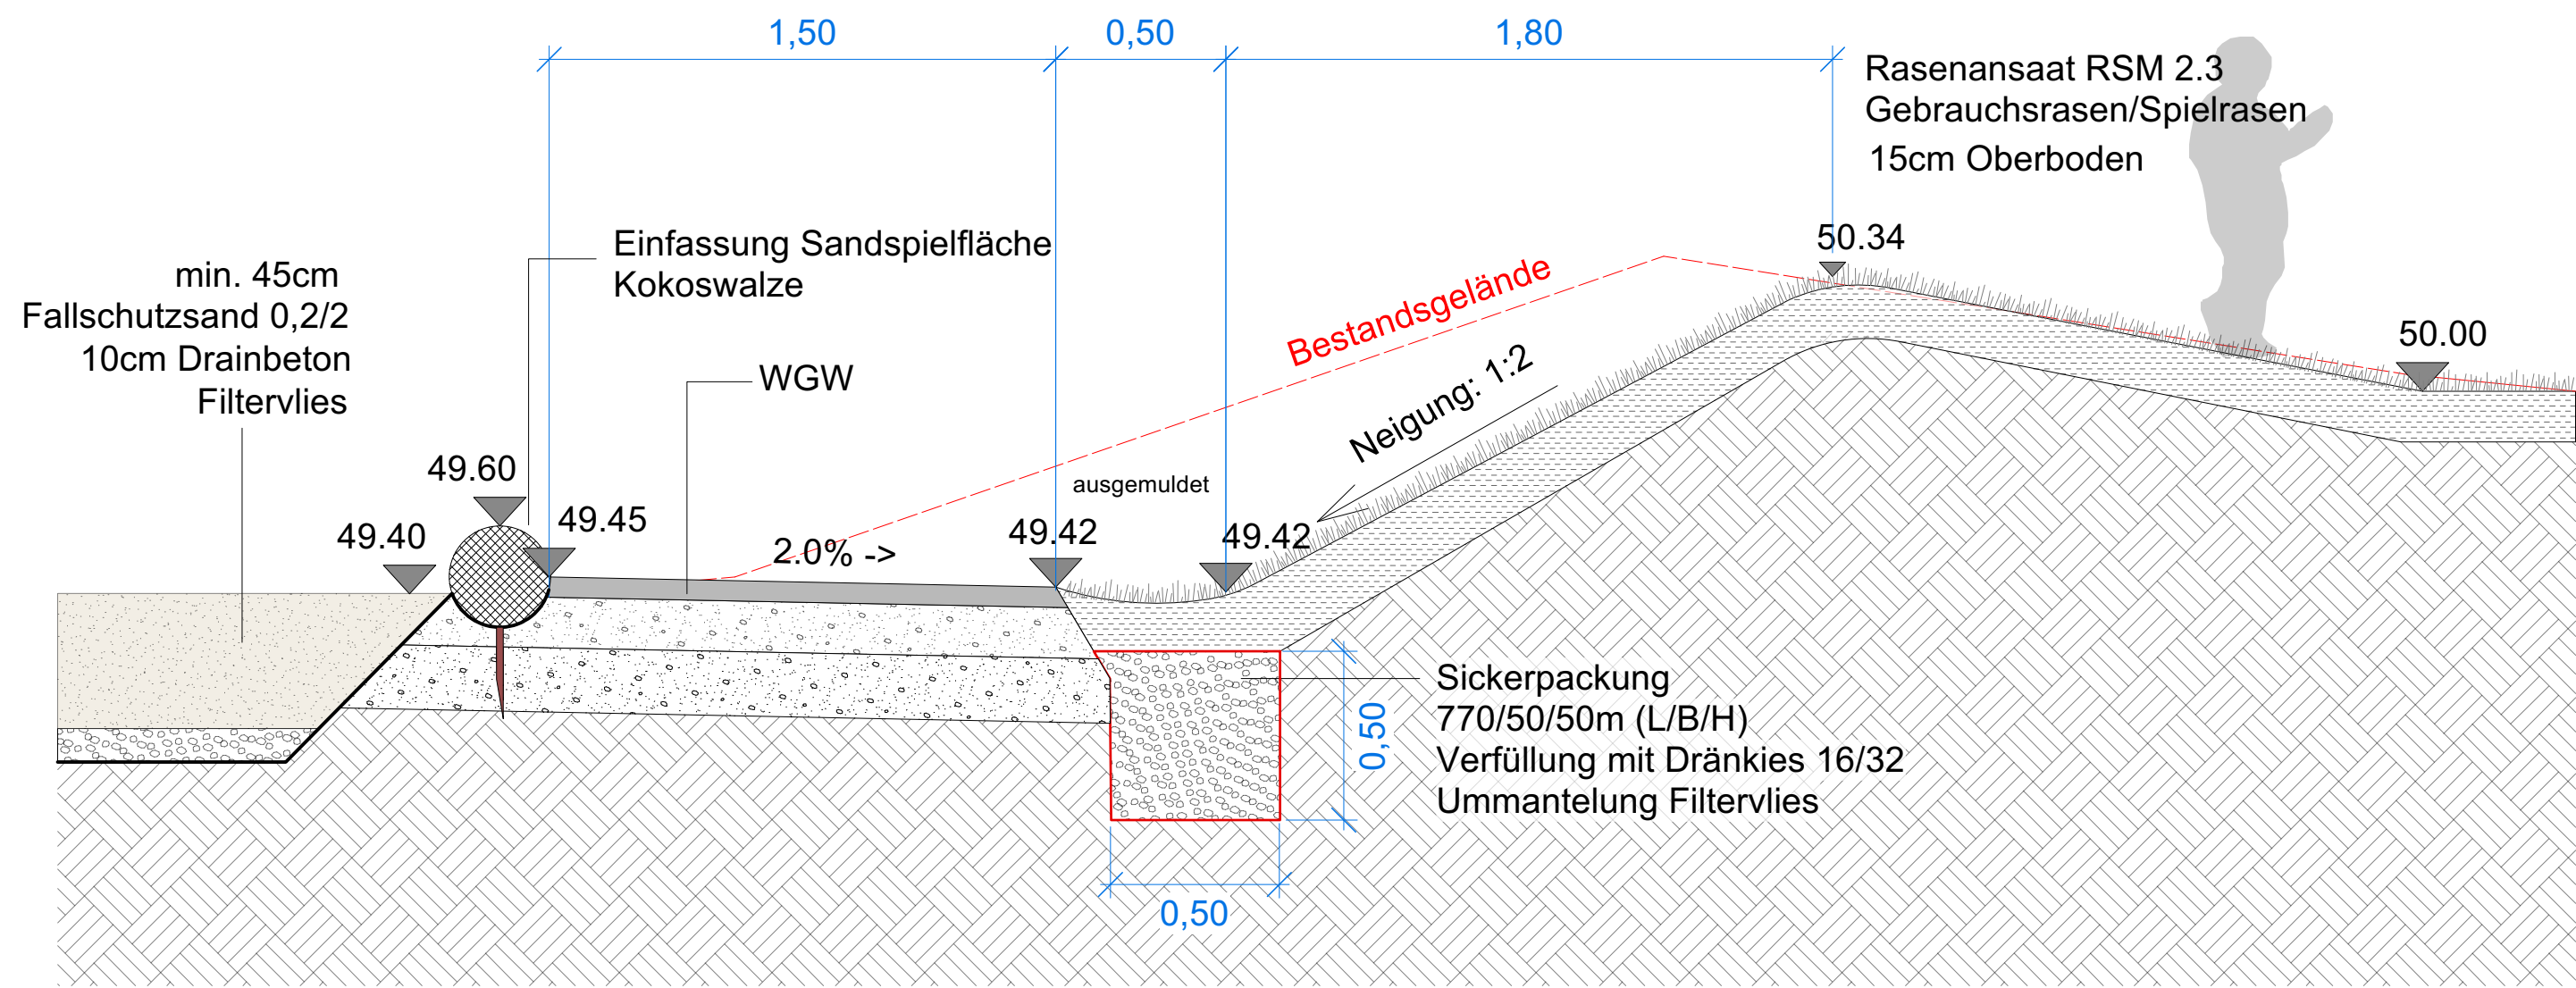 1,50
0,50
1,80
Rasenansaat RSM 2.3
Gebrauchsrasen/Spielrasen
15cm Oberboden
50.34
50.00
Einfassung Sandspielfläche
Kokoswalze
min. 45cm
Fallschutzsand 0,2/2
10cm Drainbeton
Filtervlies
WGW
Bestandsgelände
Neigung: 1:2
49.60
49.40
49.45
2.0% ->
ausgemuldet
49.42
49.42
Sickerpackung
770/50/50m (L/B/H)
Verfüllung mit Dränkies 16/32
Ummantelung Filtervlies
0,50
0,50